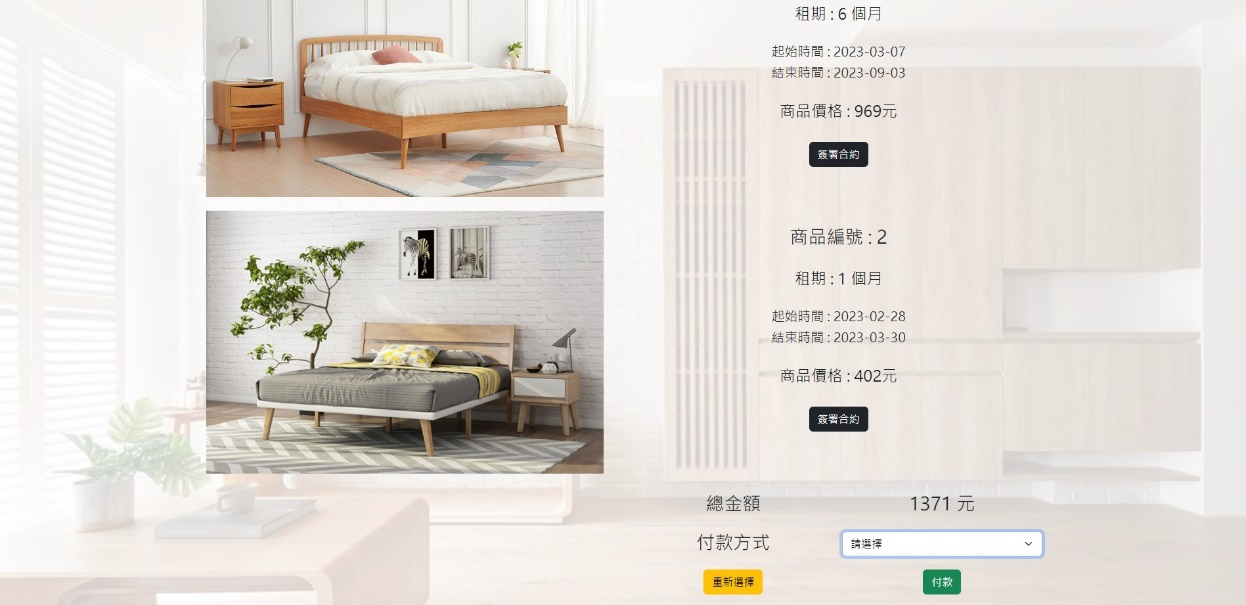 租期 : 6 個月
起始時間 : 2023-03-07
結束時間 : 2023-09-03
商品價格 : 969元
簽署合約
商品編號 : 2
租期 : 1 個月
起始時間 : 2023-02-28
結束時間 : 2023-03-30
商品價格 : 402元
簽署合約
總金額 1371 元
付款方式 請選擇
重新選擇 付款